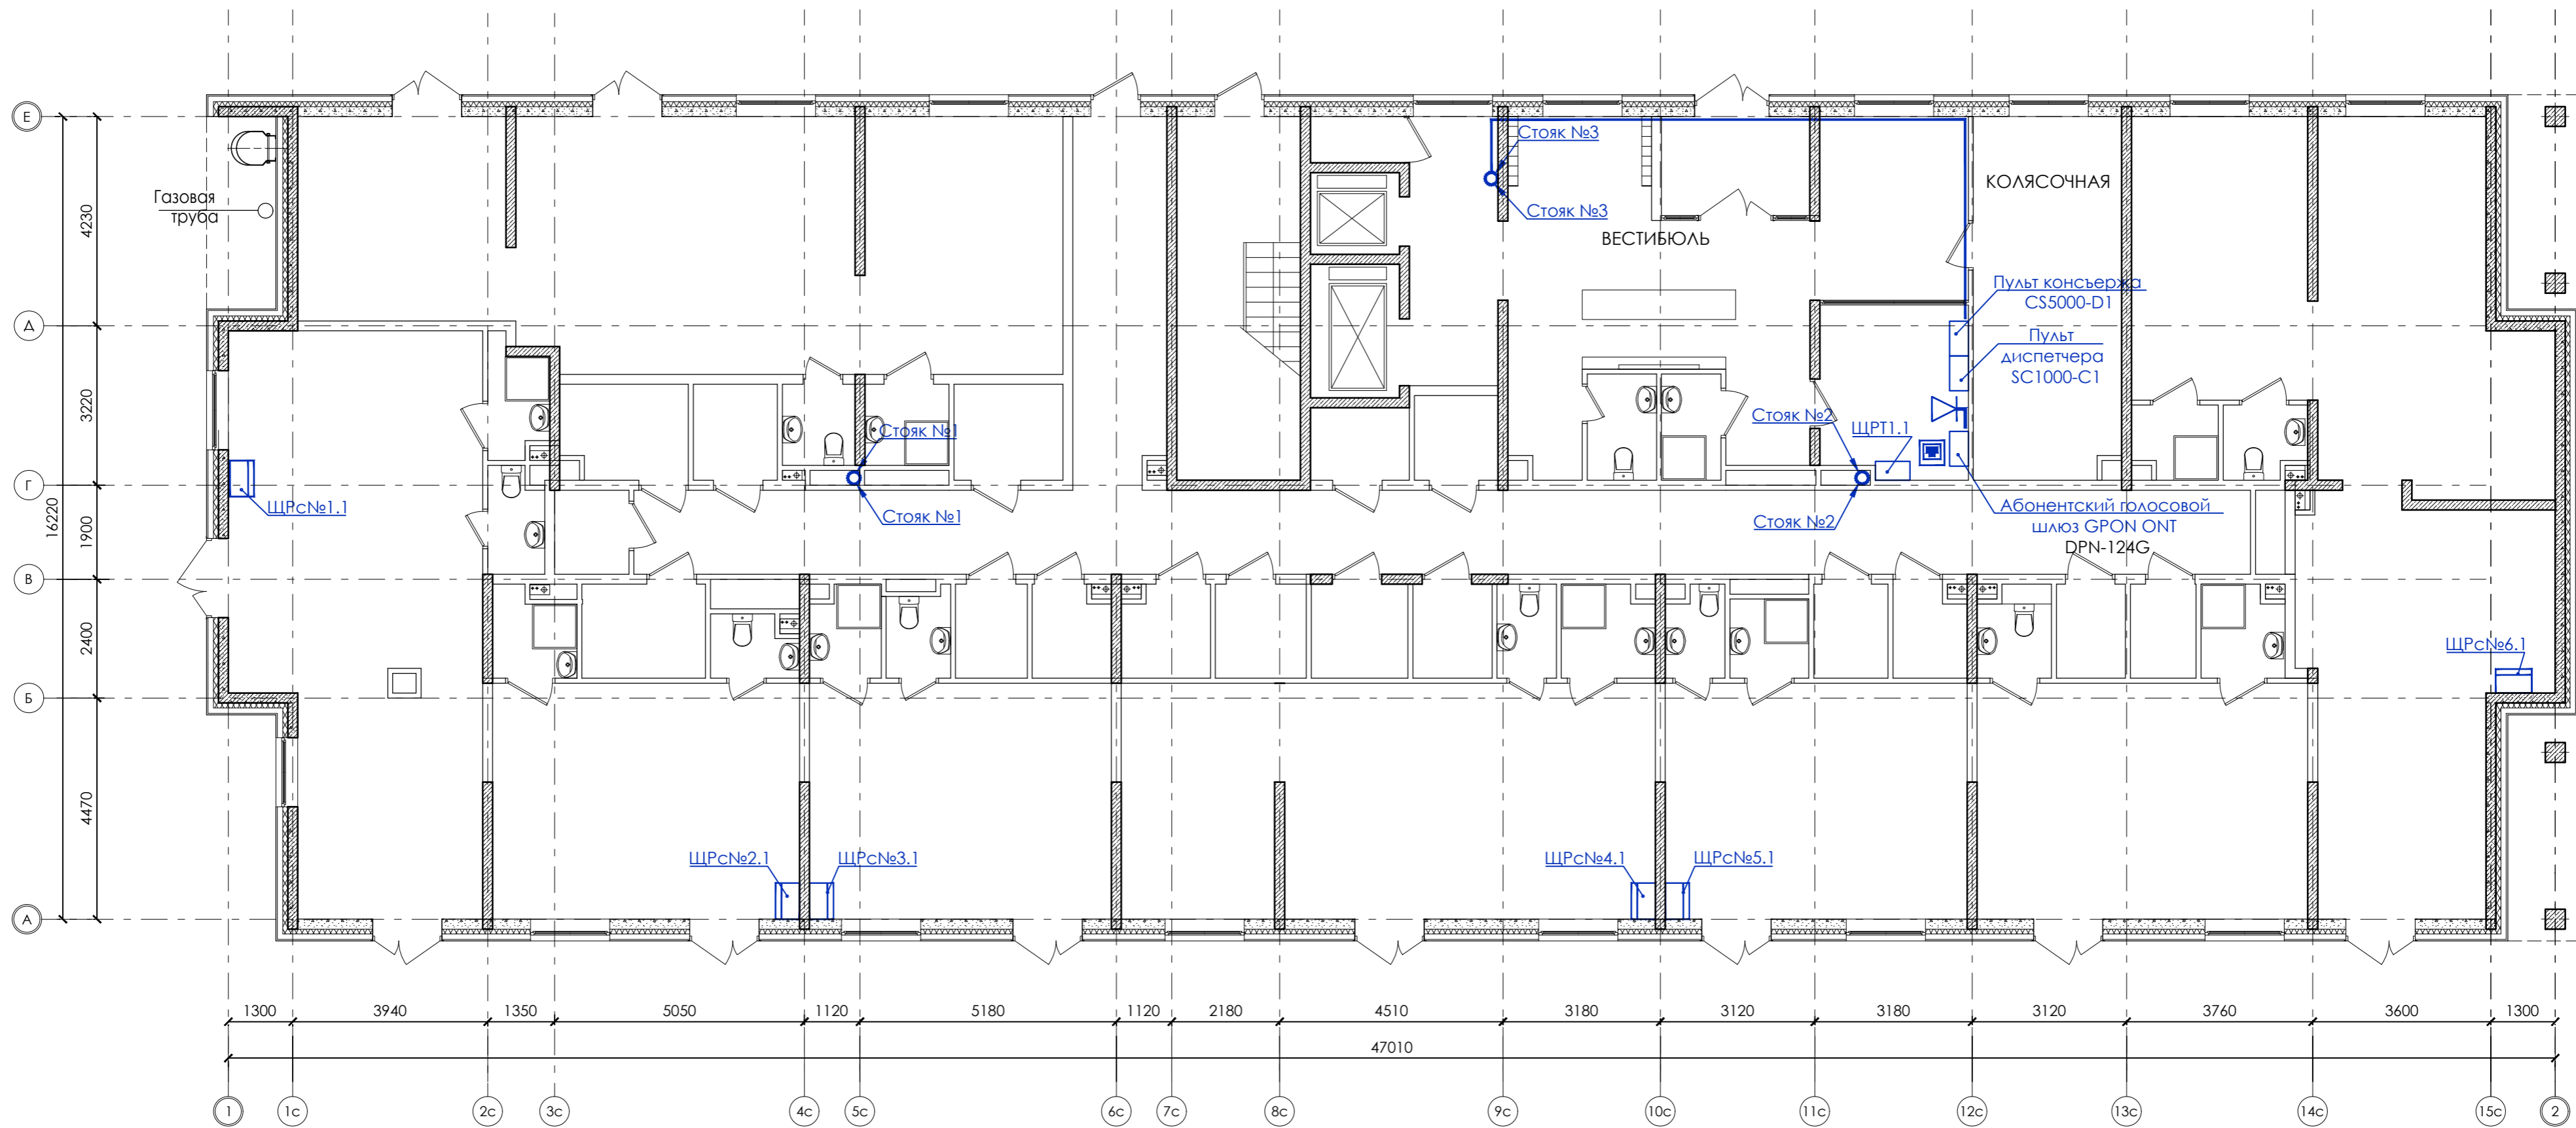 Е
Д
Г
В
Б
А
16220
4230
3220
1900
2400
4470
Газовая
труба
Стояк №3
Стояк №3
ВЕСТИБЮЛЬ
КОЛЯСОЧНАЯ
Пульт консьержа
CS5000-D1
Пульт
диспетчера
SC1000-C1
Стояк №1
Стояк №1
Стояк №2
ЩРТ1.1
Стояк №2
Абонентский голосовой
шлюз GPON ONT
DPN-124G
ЩРс№1.1
ЩРс№6.1
ЩРс№2.1
ЩРс№3.1
ЩРс№4.1
ЩРс№5.1
1300 3940 1350 5050 1120 5180 1120 2180 4510 3180 3120 3180 3120 3760 3600 1300
47010
1 1с 2с 3с 4с 5с 6с 7с 8с 9с 10с 11с 12с 13с 14с 15с 2